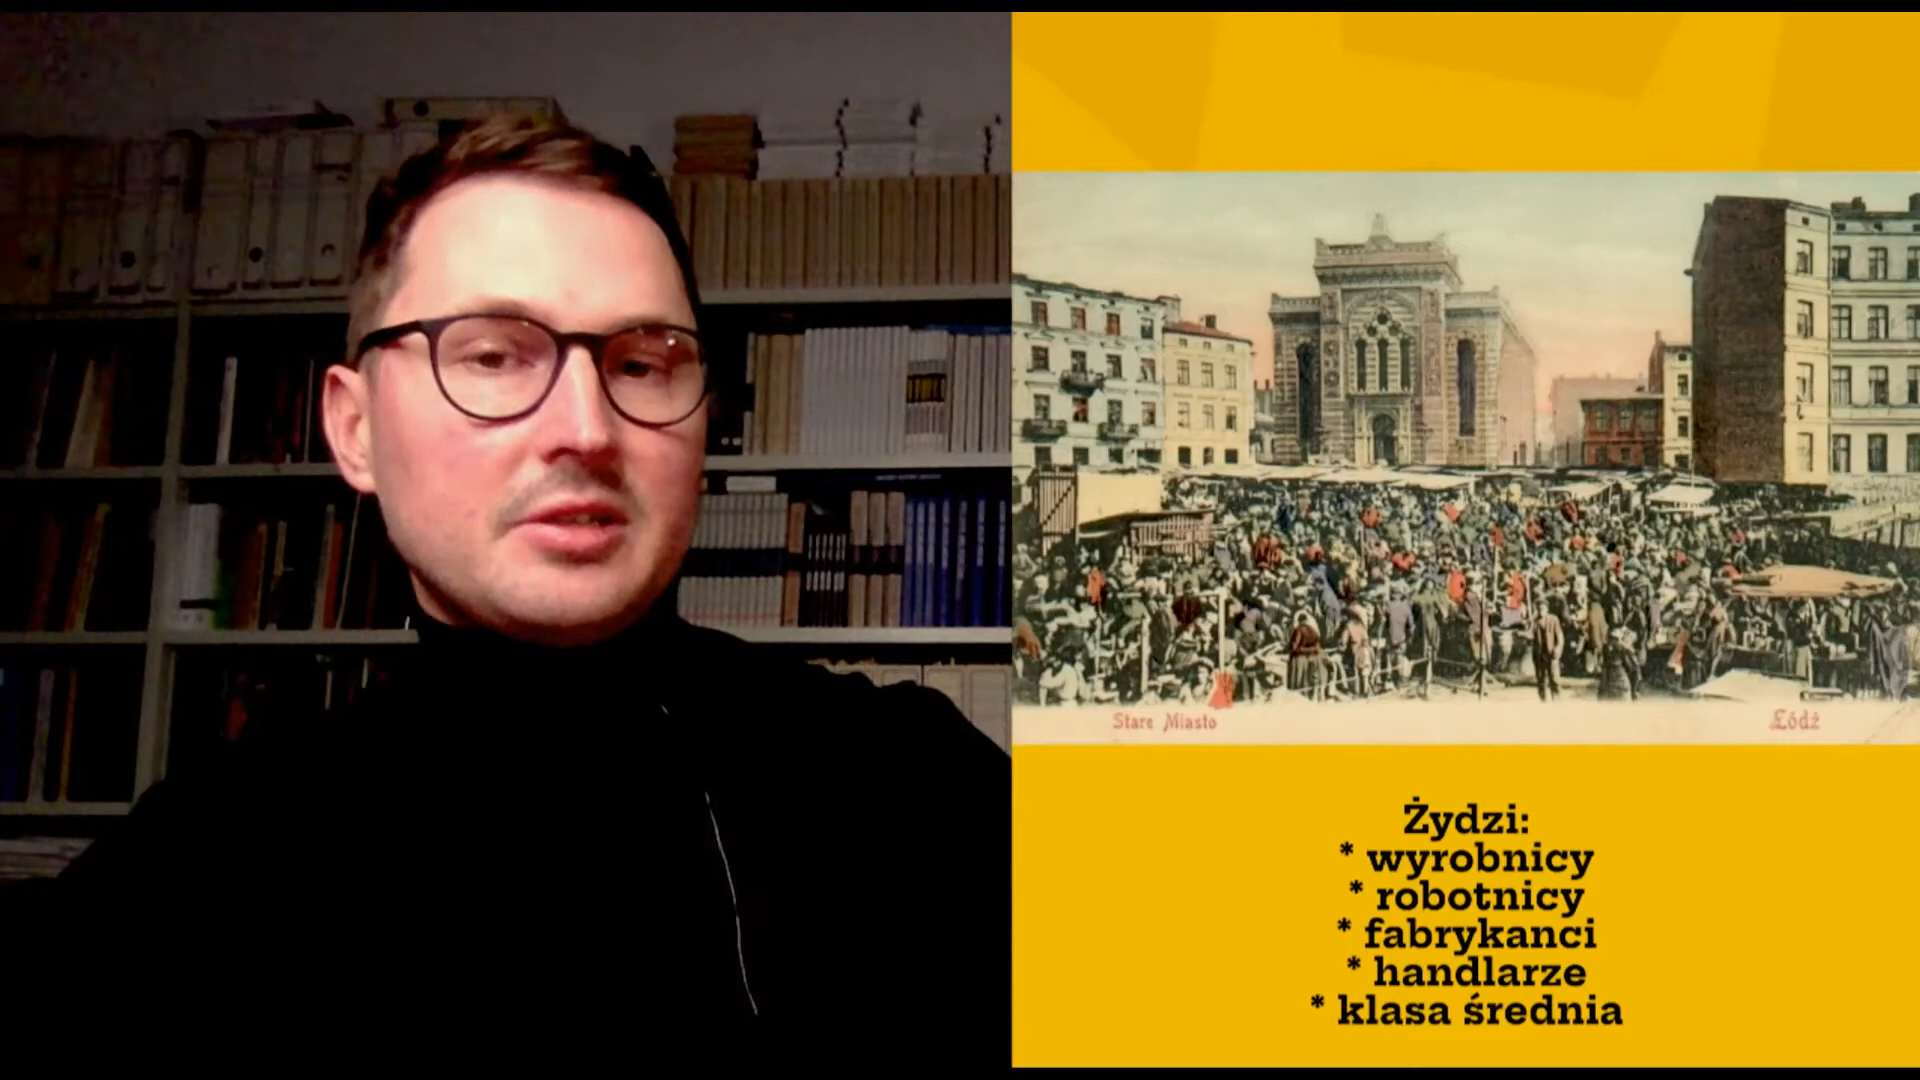 Stare Miasto
Łódź
Żydzi:
* wyrobnicy
* robotnicy
* fabrykanci
* handlarze
* klasa średnia